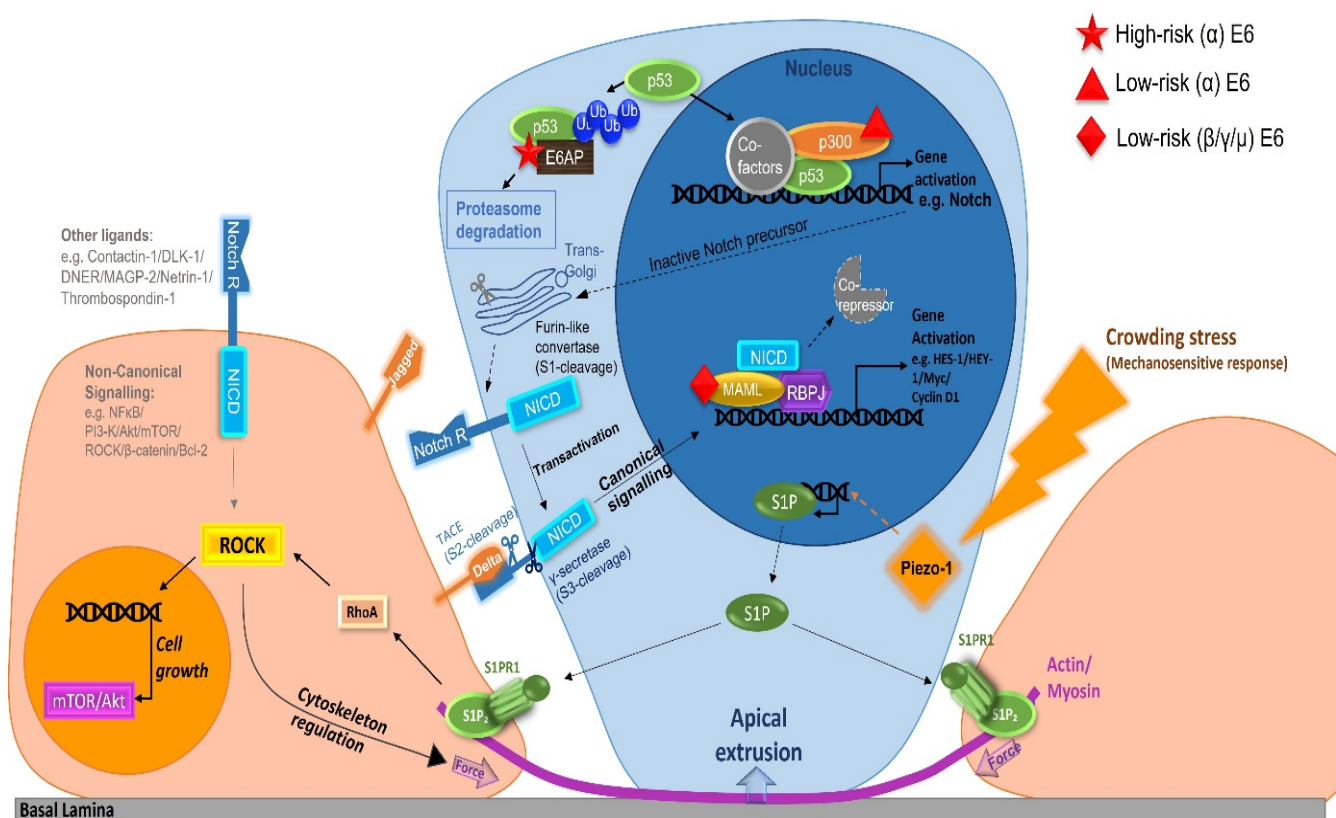 High-risk (α) E6
Low-risk (α) E6
Low-risk (β/γ/μ) E6
Nucleus
p53
p53
Ub
Ub
Ub
Ub
E6AP
Proteasome
degradation
Co-
factors
p300
p53
Gene
activation
e.g. Notch
Inactive Notch precursor
Trans-
Golgi
Furin-like
convertase
(S1-cleavage)
Other ligands:
e.g. Contactin-1/DLK-1/
DNER/MAGP-2/Netrin-1/
Thrombospondin-1
Notch R
NICD
Non-Canonical
Signalling:
e.g. NFκB/
PI3-K/Akt/mTOR/
ROCK/β-catenin/Bcl-2
Jagged
Notch R
NICD
Transactivation
Canonical
signalling
TACE
(S2-cleavage)
Delta
NICD
γ-secretase
(S3-cleavage)
Co-
repressor
NICD
MAML
RBPJ
Gene
Activation
e.g. HES-1/HEY-
1/Myc/
Cyclin D1
Crowding stress
(Mechanosensitive response)
S1P
Piezo-1
S1P
ROCK
RhoA
Cell
growth
mTOR/Akt
Cytoskeleton
regulation
S1PR1
S1P₂
Force
Apical
extrusion
S1PR1
S1P₂
Force
Actin/
Myosin
Basal Lamina